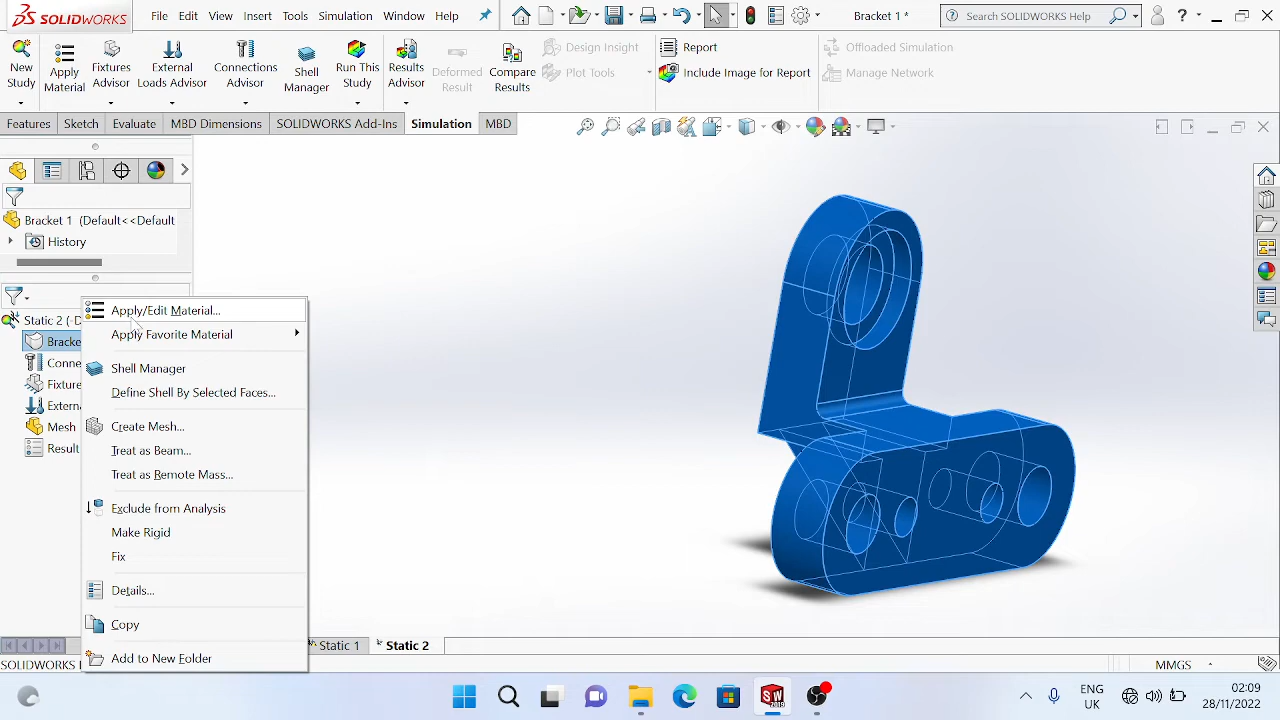 SOLIDWORKS
File
Edit
View
Insert
Tools
Simulation
Window
Help
Bracket 1 *
Search SOLIDWORKS Help
?
New Study
Apply Material
Fixtures Advisor
External Loads Advisor
Connections Advisor
Shell Manager
Run This Study
Results Advisor
Deformed Result
Compare Results
Design Insight
Plot Tools
Report
Include Image for Report
Offloaded Simulation
Manage Network
Features
Sketch
Evaluate
MBD Dimensions
SOLIDWORKS Add-Ins
Simulation
MBD
Bracket 1 (Default<<Default
History
Static 2 (-D
Bracke
Conne
Fixture
Extern
Mesh
Result
Apply/Edit Material...
Apply Favorite Material
Shell Manager
Define Shell By Selected Faces...
Create Mesh...
Treat as Beam...
Treat as Remote Mass...
Exclude from Analysis
Make Rigid
Fix
Details...
Copy
Add to New Folder
Static 1
Static 2
SOLIDWORKS
MMGS
ENG
UK
02:09
28/11/2022